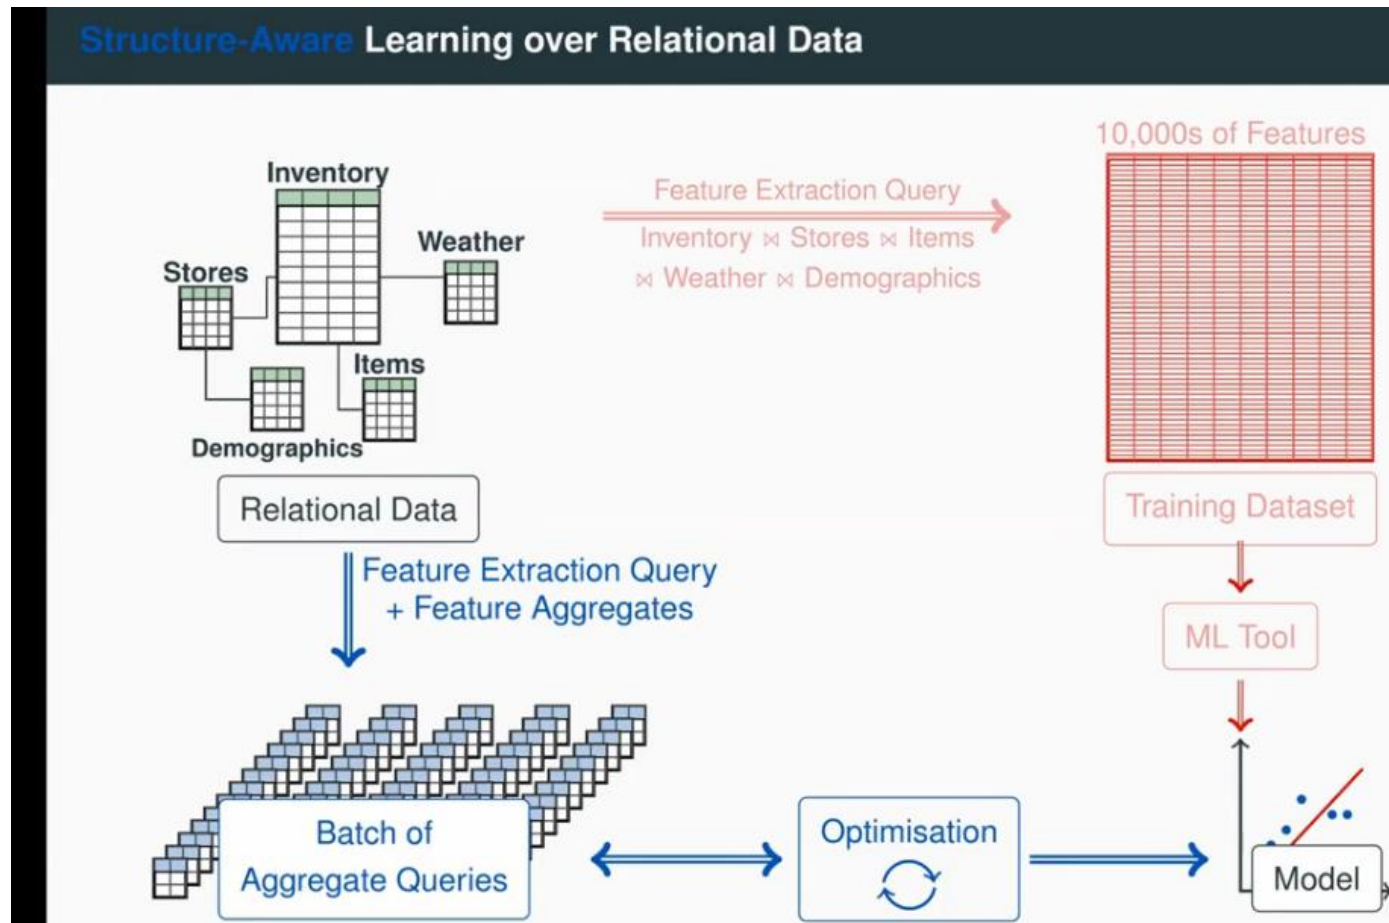 Structure-Aware Learning over Relational Data
10,000s of Features
Inventory
Feature Extraction Query
Weather
Inventory ⋈ Stores ⋈ Items
Stores
⋈ Weather ⋈ Demographics
Items
Demographics
Relational Data
Training Dataset
Feature Extraction Query
+ Feature Aggregates
ML Tool
Batch of
Aggregate Queries
Optimisation
Model